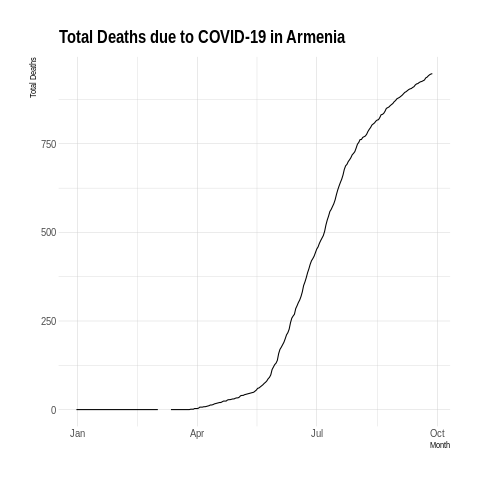 Total Deaths due to COVID-19 in Armenia
Total Deaths
750
500
250
0
Jan Apr Jul Oct
Month